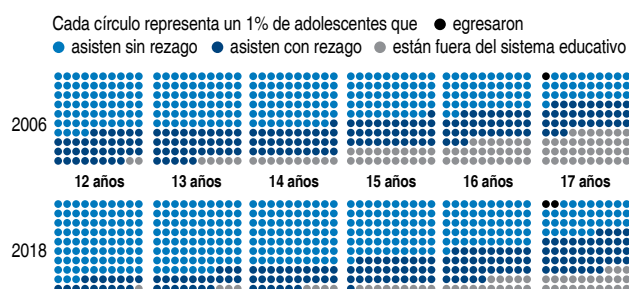 Cada círculo representa un 1% de adolescentes que egresaron
asisten sin rezago asisten con rezago están fuera del sistema educativo
2006
12 años 13 años 14 años 15 años 16 años 17 años
2018